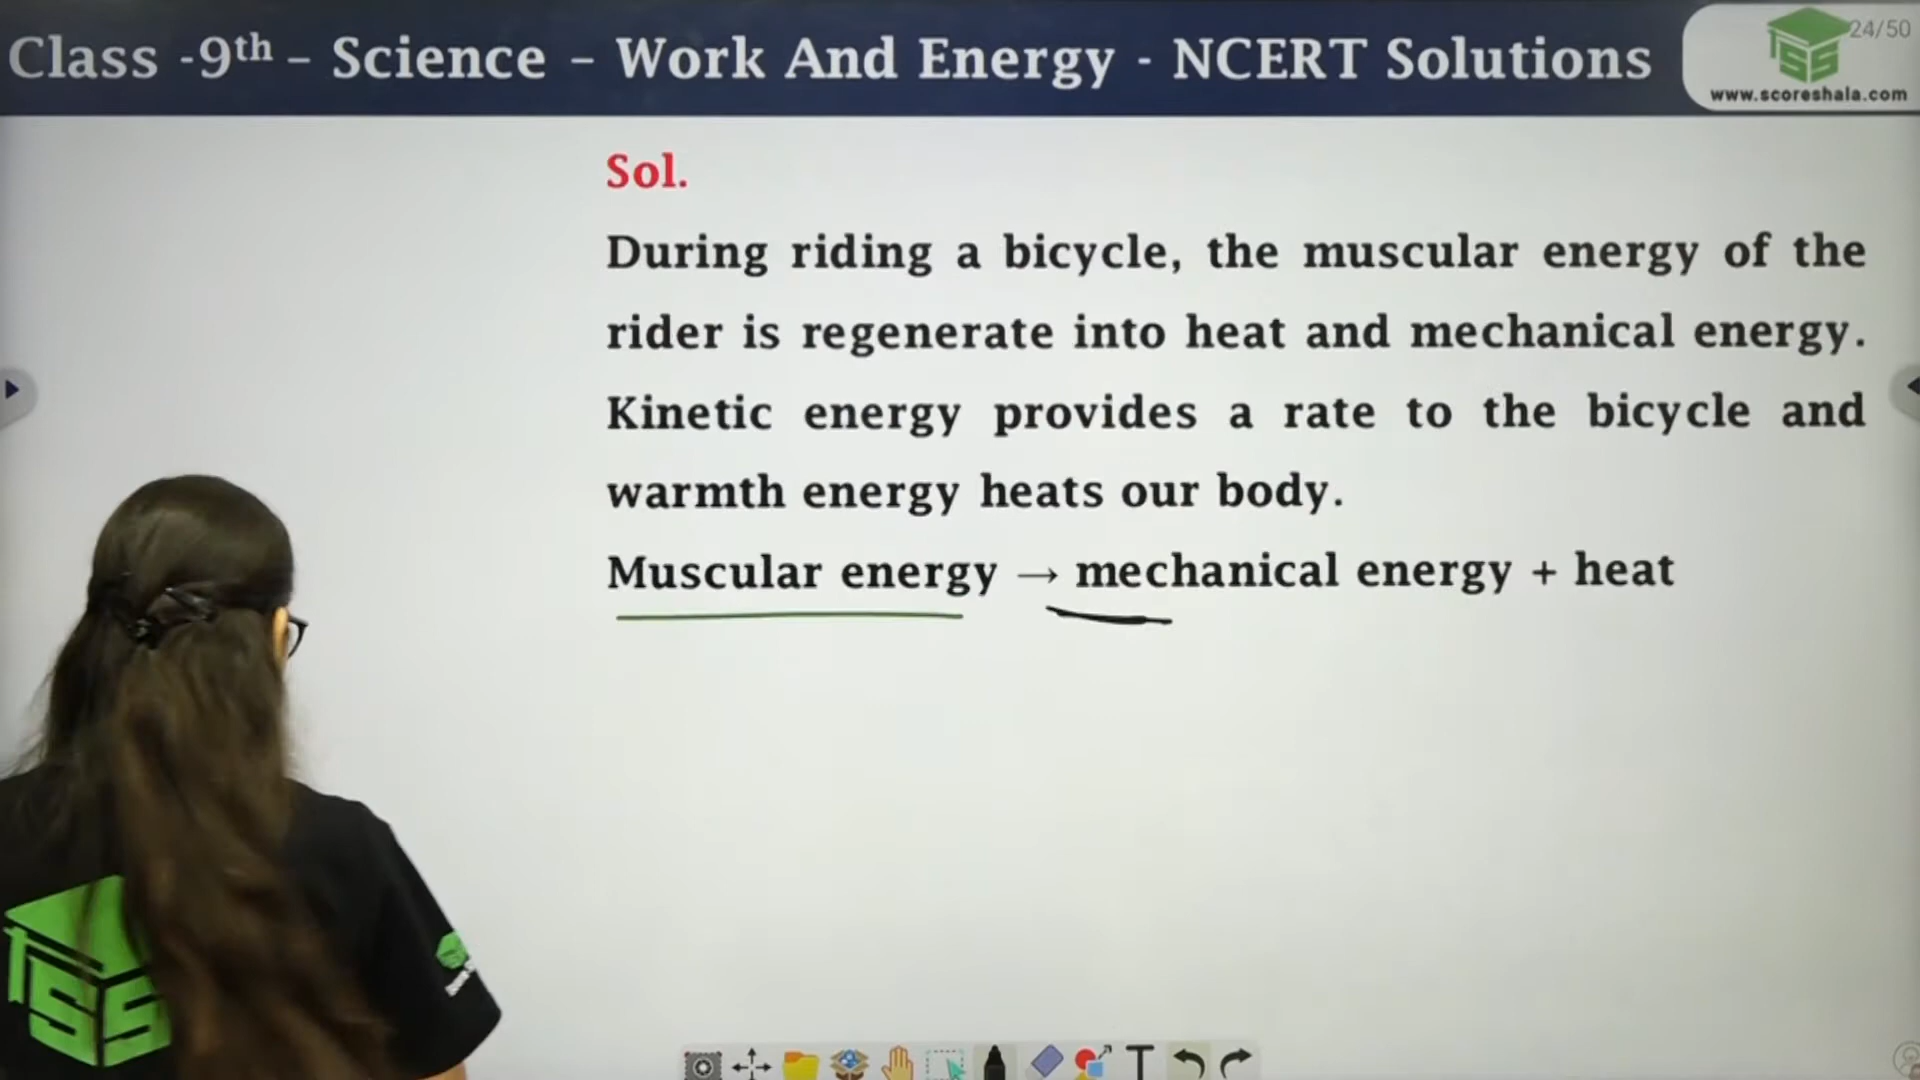 Class -9th – Science – Work And Energy - NCERT Solutions
24/50
www.scoreshala.com
Sol.
During riding a bicycle, the muscular energy of the
rider is regenerate into heat and mechanical energy.
Kinetic energy provides a rate to the bicycle and
warmth energy heats our body.
Muscular energy → mechanical energy + heat
SS
T